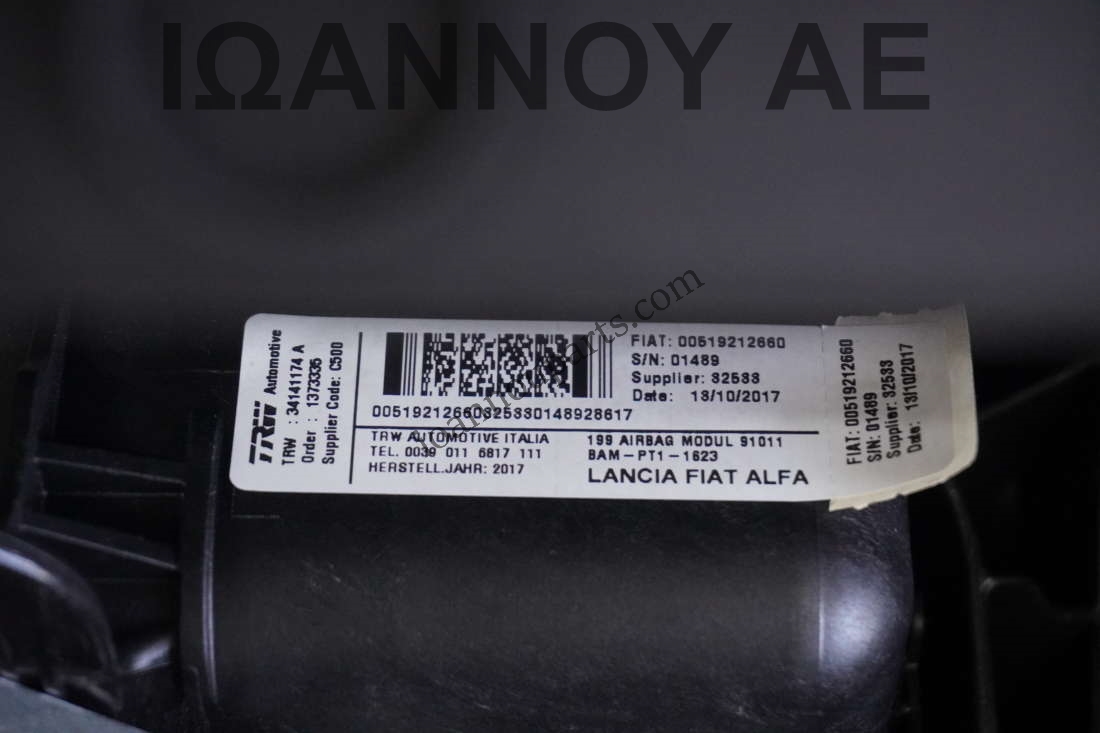 ΙΩΑΝΝΟΥ ΑΕ
TRW Automotive
TRW : 34141174 A
Order : 1373335
Supplier Code: C500
FIAT: 00519212660
S/N: 01489
Supplier: 32533
Date: 13/10/2017
00519212660325330148928617
TRW AUTOMOTIVE ITALIA
TEL. 0039 011 6817 111
HERSTELL.JAHR: 2017
199 AIRBAG MODUL 91011
BAM-PT1-1623
LANCIA FIAT ALFA
FIAT: 00519212660
S/N: 01489
Supplier: 32533
Date: 13/10/2017